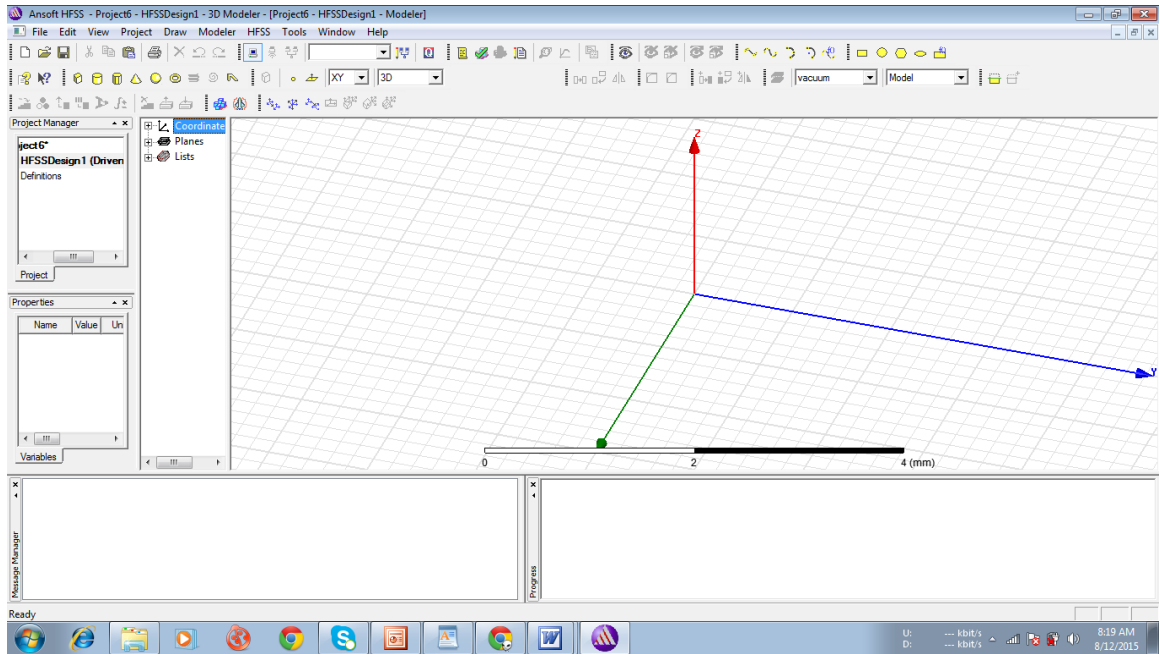 Ansoft HFSS - Project6 - HFSSDesign1 - 3D Modeler - [Project6 - HFSSDesign1 - Modeler]
File Edit View Project Draw Modeler HFSS Tools Window Help
XY 3D vacuum Model
Project Manager
ject6*
HFSSDesign1 (Driven
Definitions
Project
Coordinate
Planes
Lists
Properties
Name Value Un
Variables
Z
Y
0 2 4 (mm)
Message Manager
Progress
Ready
U: --- kbit/s
D: --- kbit/s
8:19 AM
8/12/2015